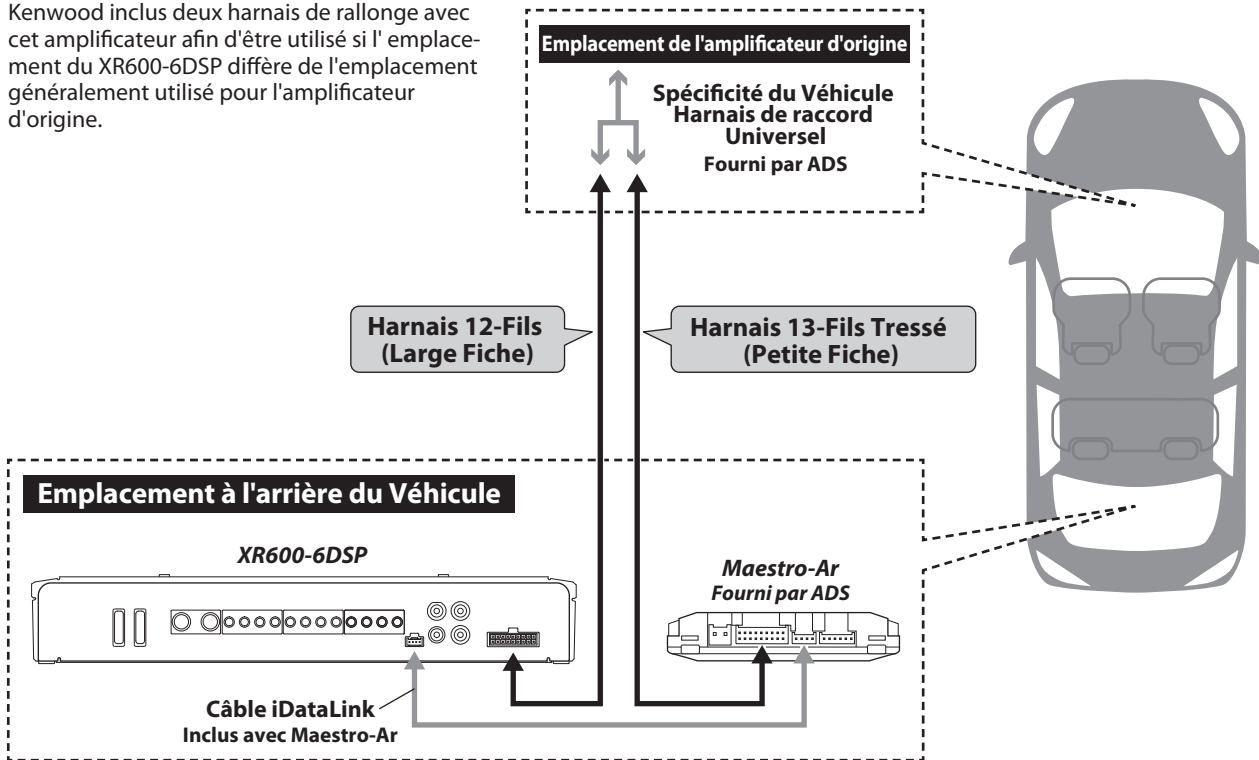 Kenwood inclus deux harnais de rallonge avec
cet amplificateur afin d'être utilisé si l' emplace-
ment du XR600-6DSP diffère de l'emplacement
généralement utilisé pour l'amplificateur
d'origine.
Emplacement de l'amplificateur d'origine
Spécificité du Véhicule
Harnais de raccord
Universel
Fourni par ADS
Harnais 12-Fils
(Large Fiche)
Harnais 13-Fils Tressé
(Petite Fiche)
Emplacement à l'arrière du Véhicule
XR600-6DSP
Maestro-Ar
Fourni par ADS
Câble iDataLink
Inclus avec Maestro-Ar